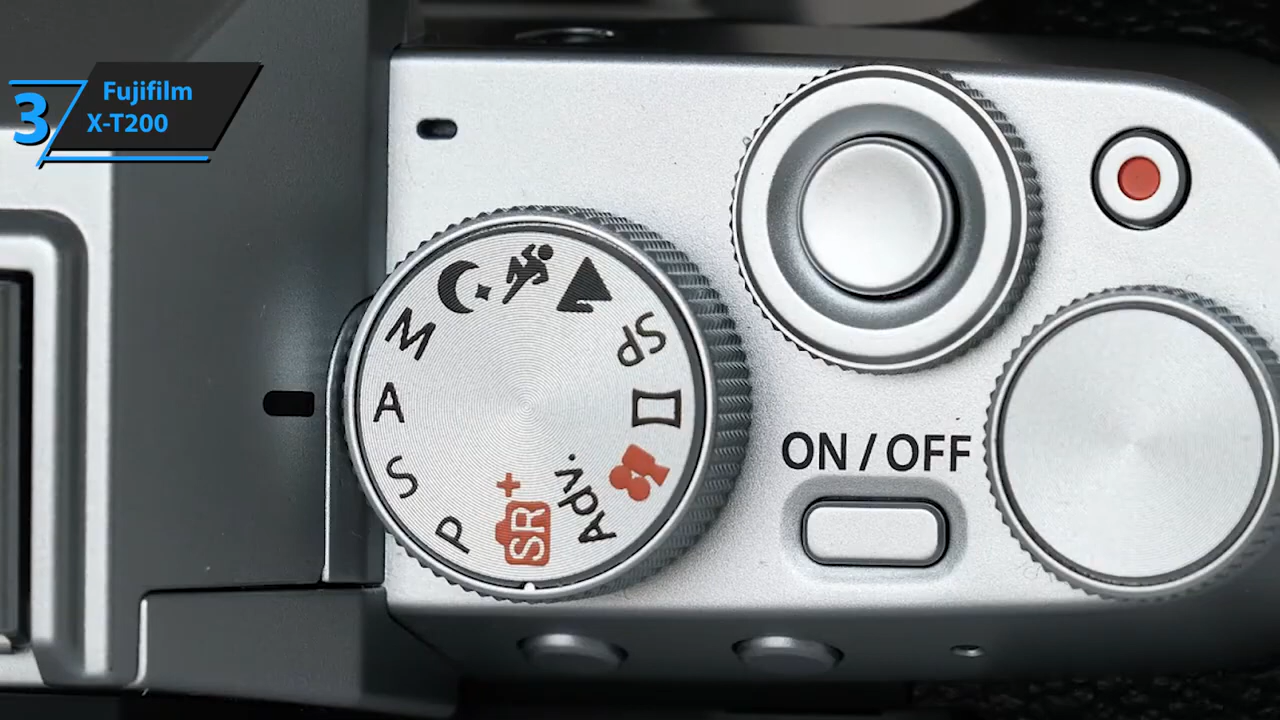 3
Fujifilm
X-T200
M
A
S
P
SR+
Adv.
SP
ON / OFF